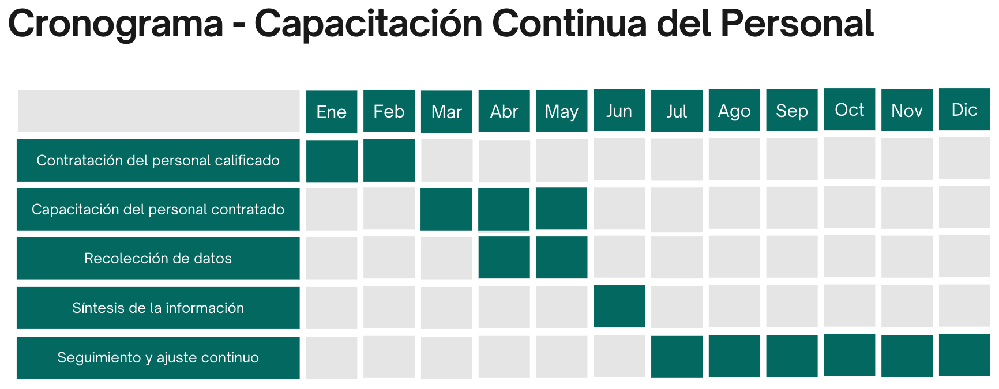 Cronograma - Capacitación Continua del Personal
Ene Feb Mar Abr May Jun Jul Ago Sep Oct Nov Dic
Contratación del personal calificado
Capacitación del personal contratado
Recolección de datos
Síntesis de la información
Seguimiento y ajuste continuo